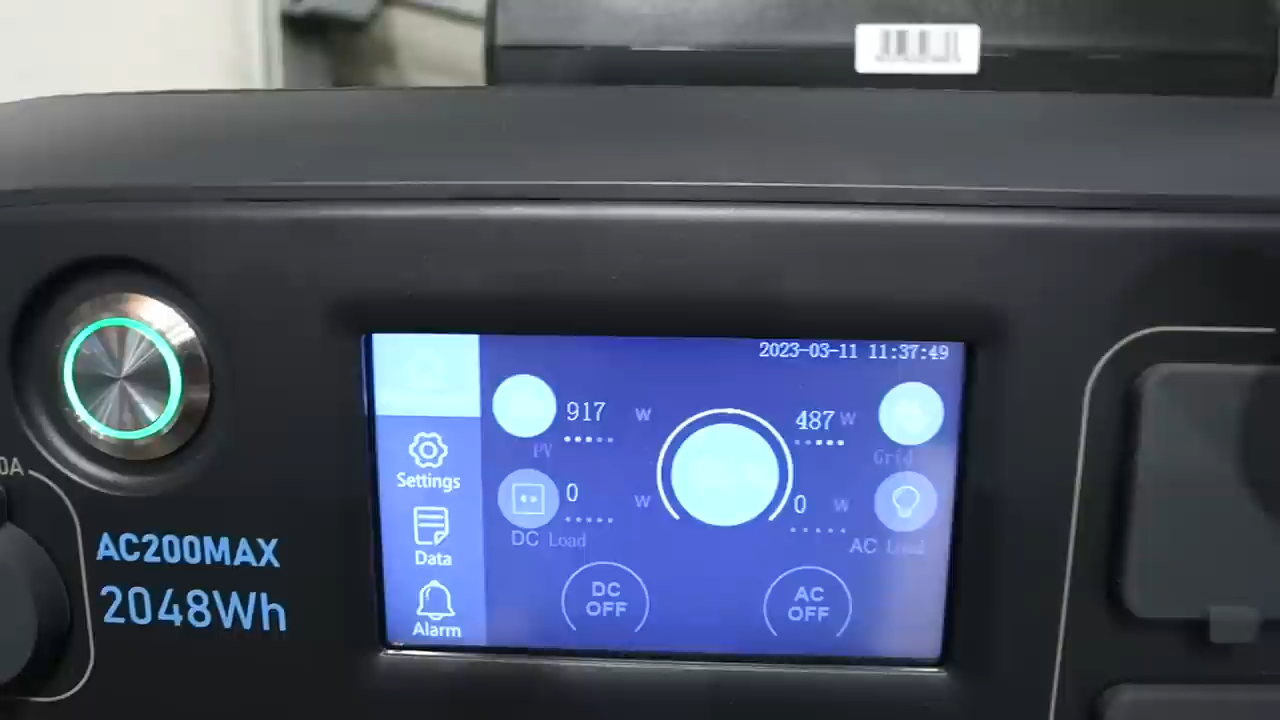 2023-03-11 11:37:49
917 W
PV
487 W
Grid
0 W
DC Load
0 W
AC Load
Settings
Data
Alarm
DC
OFF
AC
OFF
0A
AC200MAX
2048Wh